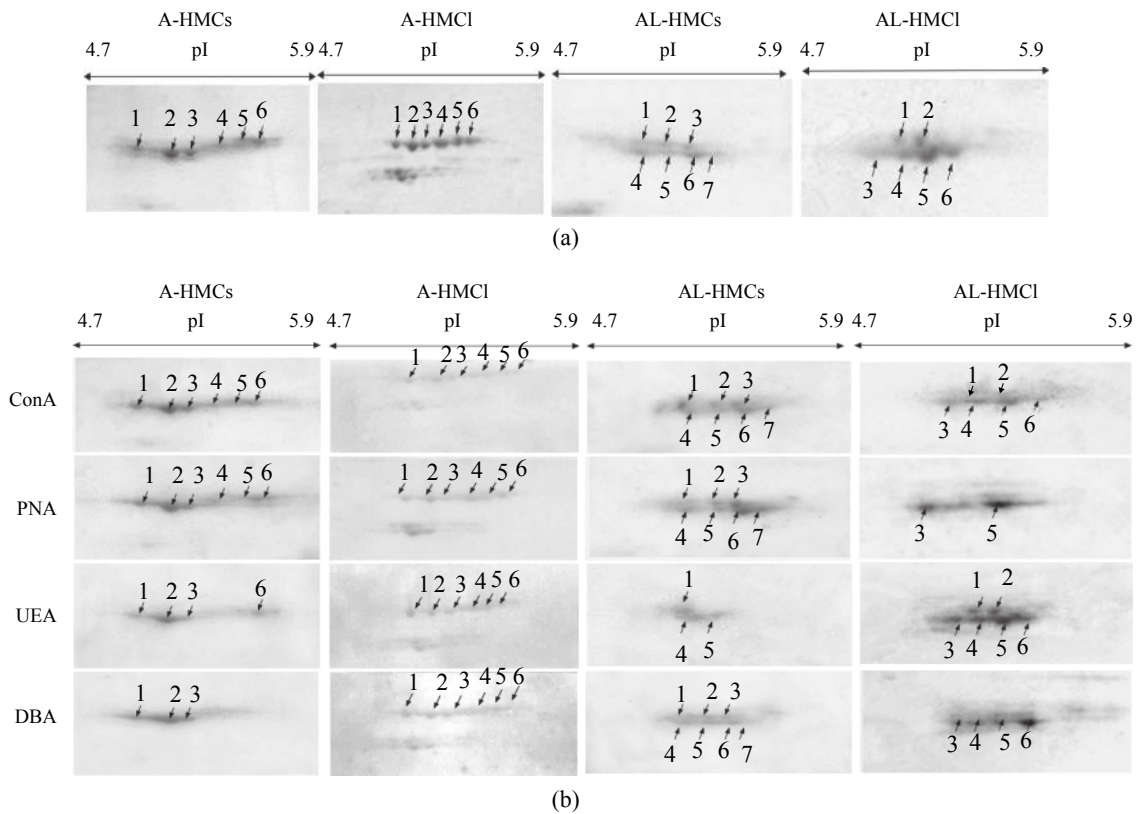 A-HMCs A-HMCl AL-HMCs AL-HMCl
4.7 pI 5.9 4.7 pI 5.9 4.7 pI 5.9 4.7 pI 5.9
1 2 3 4 5 6 1 2 3 4 5 6 1 2 3 1 2
4 5 6 7 3 4 5 6
(a)
A-HMCs A-HMCl AL-HMCs AL-HMCl
4.7 pI 5.9 4.7 pI 5.9 4.7 pI 5.9 4.7 pI 5.9
1 2 3 4 5 6 1 2 3 4 5 6 1 2 3 1 2
ConA
4 5 6 7 3 4 5 6
1 2 3 4 5 6 1 2 3 4 5 6 1 2 3
PNA
4 5 6 7 3 5
1 2 3 6 1 2 3 4 5 6 1 1 2
UEA
4 5 3 4 5 6
1 2 3 1 2 3 4 5 6 1 2 3
DBA
4 5 6 7 3 4 5 6
(b)